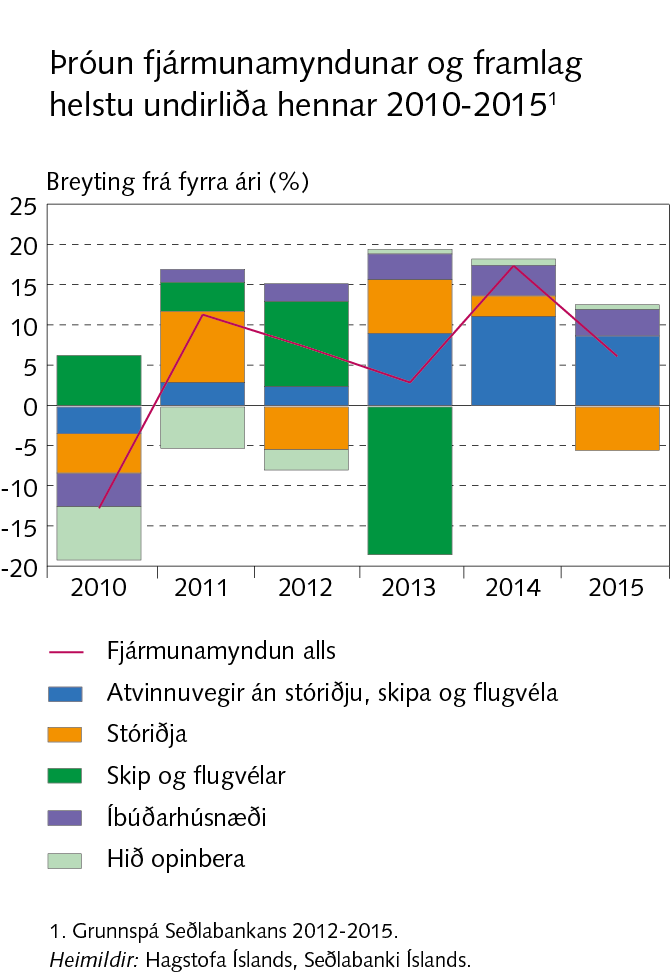 Þróun fjármunamyndunar og framlag
helstu undirliða hennar 2010-2015¹
Breyting frá fyrra ári (%)
25
20
15
10
5
0
-5
-10
-15
-20
2010 2011 2012 2013 2014 2015
Fjármunamyndun alls
Atvinnuvegir án stóriðju, skipa og flugvéla
Stóriðja
Skip og flugvélar
Íbúðarhúsnæði
Hið opinbera
1. Grunnspá Seðlabankans 2012-2015.
Heimildir: Hagstofa Íslands, Seðlabanki Íslands.